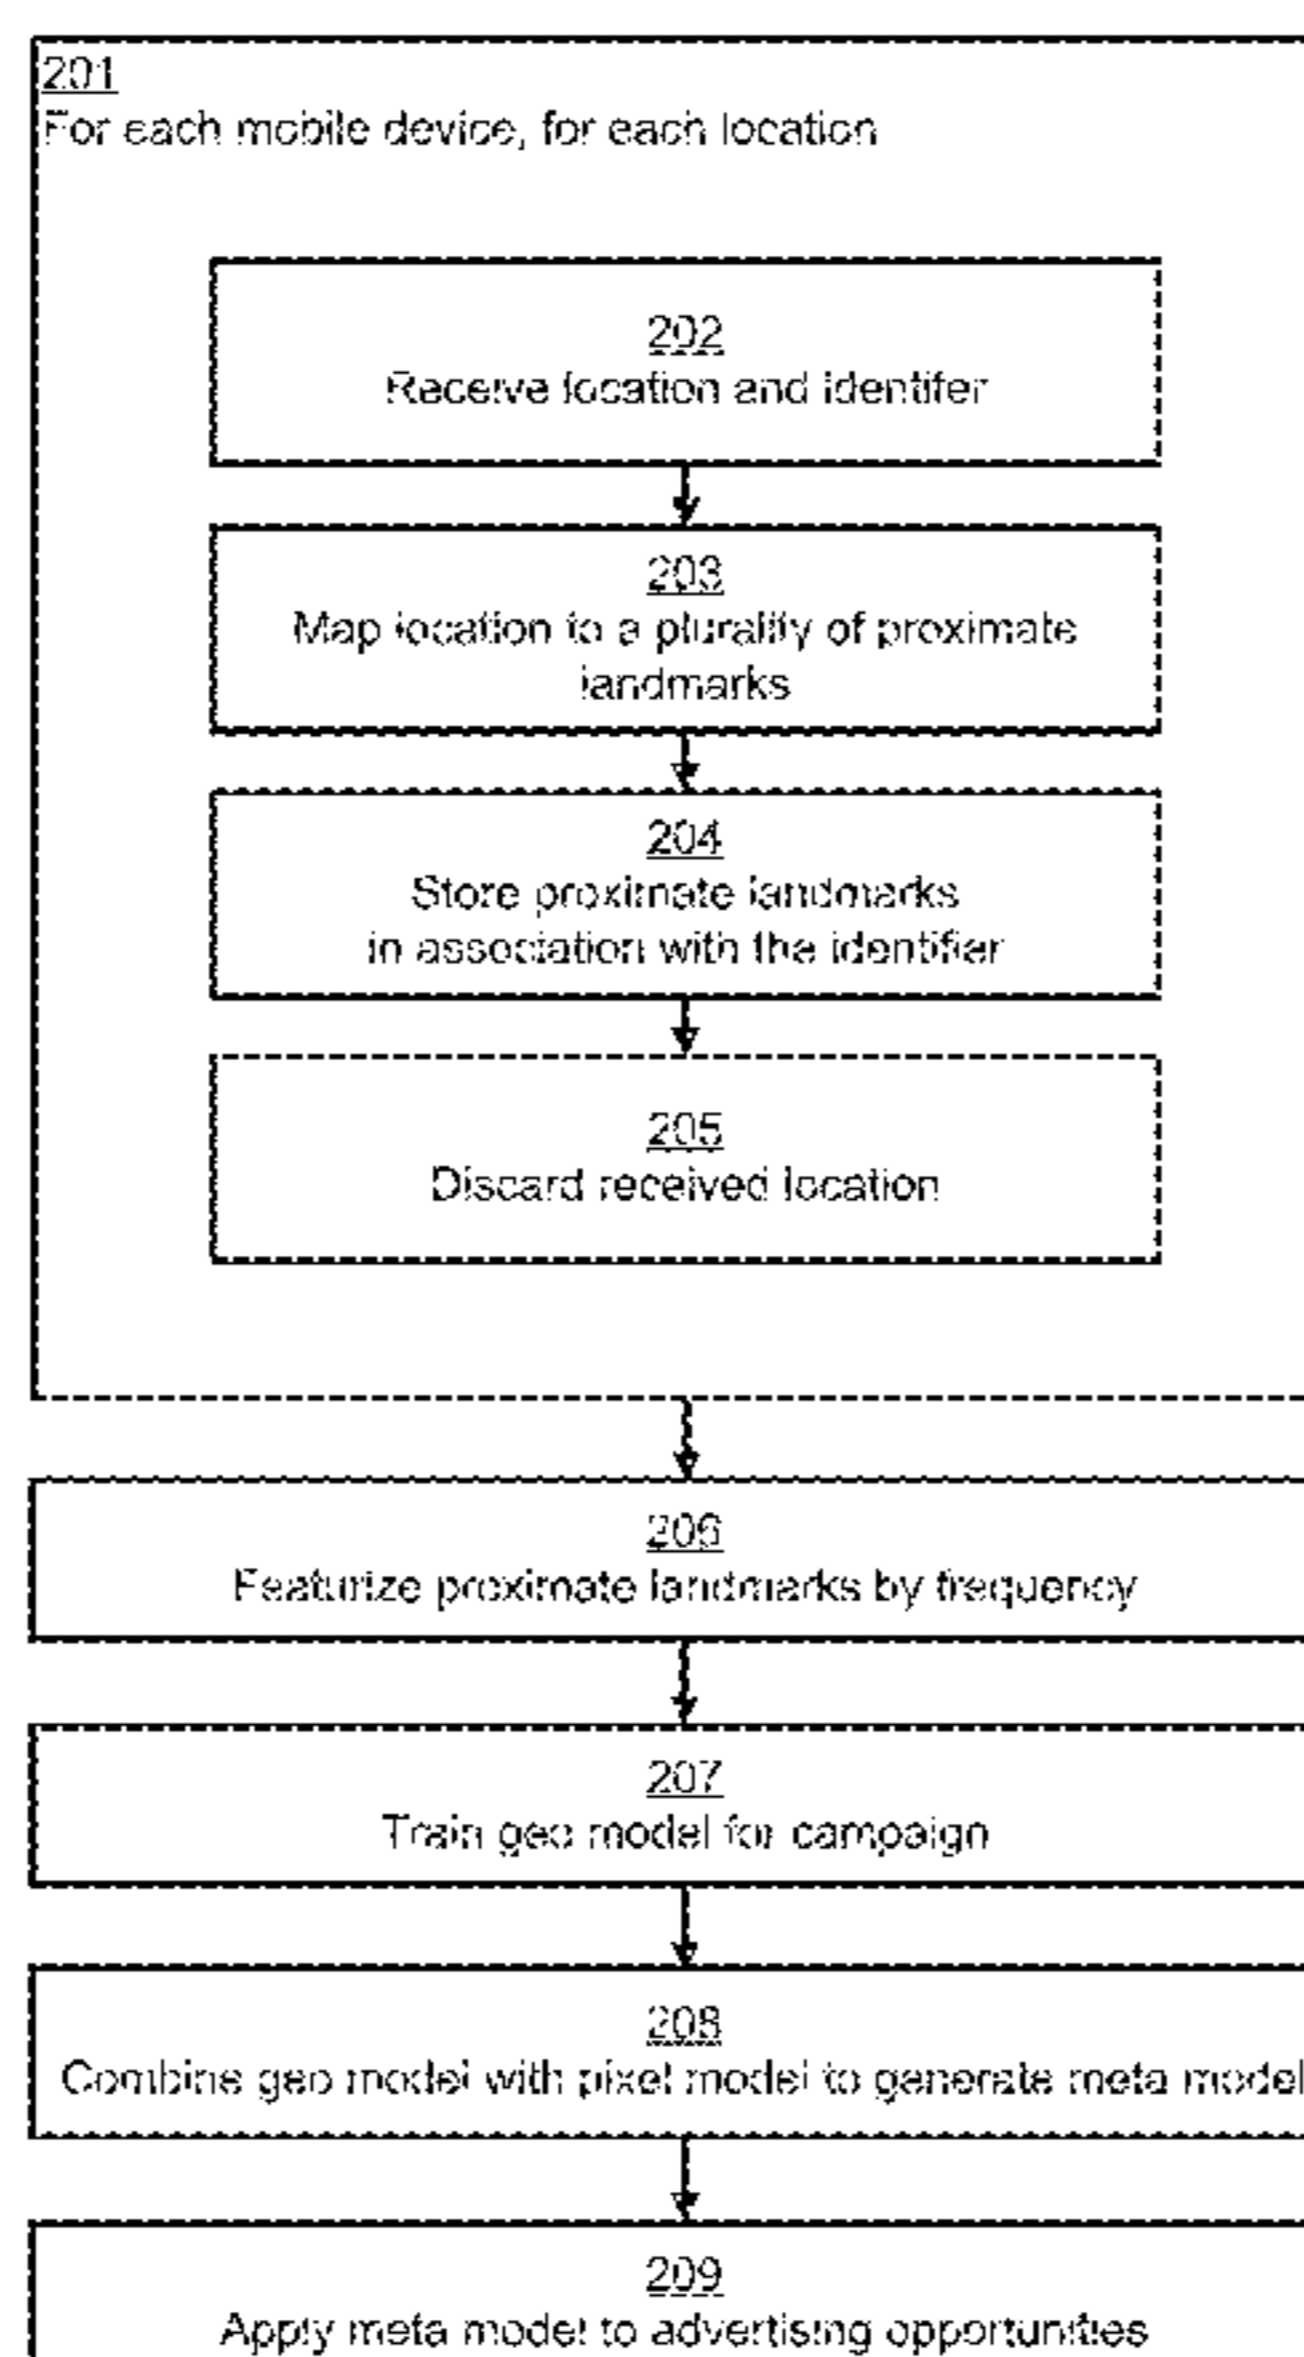 201
For each mobile device, for each location
202
Receive location and identifer
203
Map location to a plurality of proximate
landmarks
204
Store proximate landmarks
in association with the identifier
205
Discard received location
206
Featurize proximate landmarks by frequency
207
Train geo model for campaign
208
Combine geo model with pixel model to generate meta model
209
Apply meta model to advertising opportunities